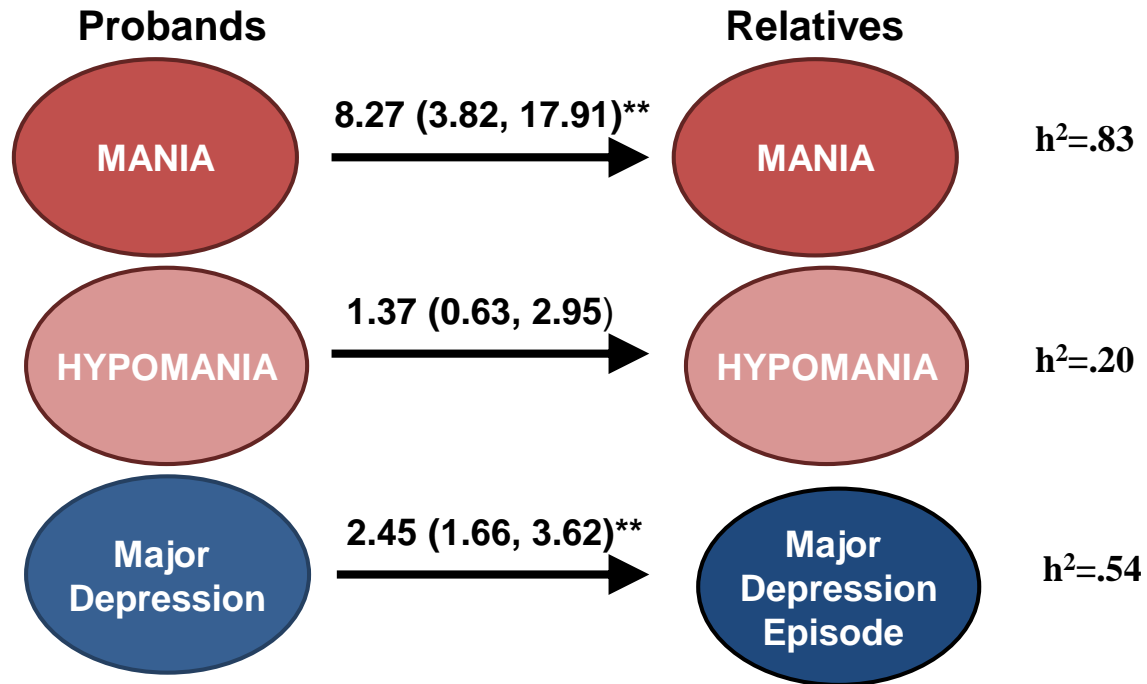 Probands
Relatives
8.27 (3.82, 17.91)**
MANIA
MANIA
h²=.83
1.37 (0.63, 2.95)
HYPOMANIA
HYPOMANIA
h²=.20
2.45 (1.66, 3.62)**
Major
Depression
Major
Depression
Episode
h²=.54